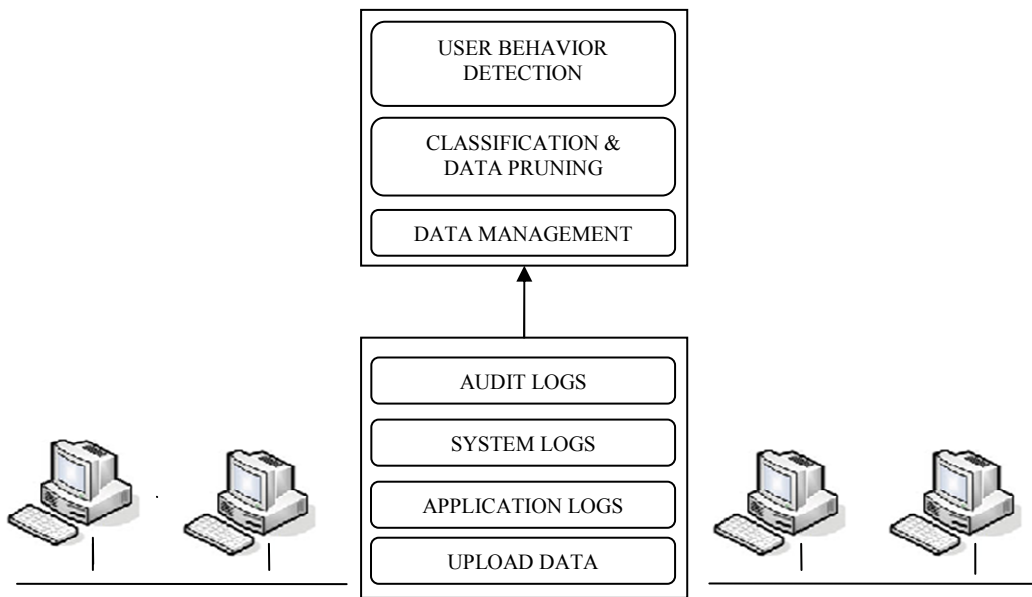 USER BEHAVIOR
DETECTION
CLASSIFICATION &
DATA PRUNING
DATA MANAGEMENT
AUDIT LOGS
SYSTEM LOGS
APPLICATION LOGS
UPLOAD DATA